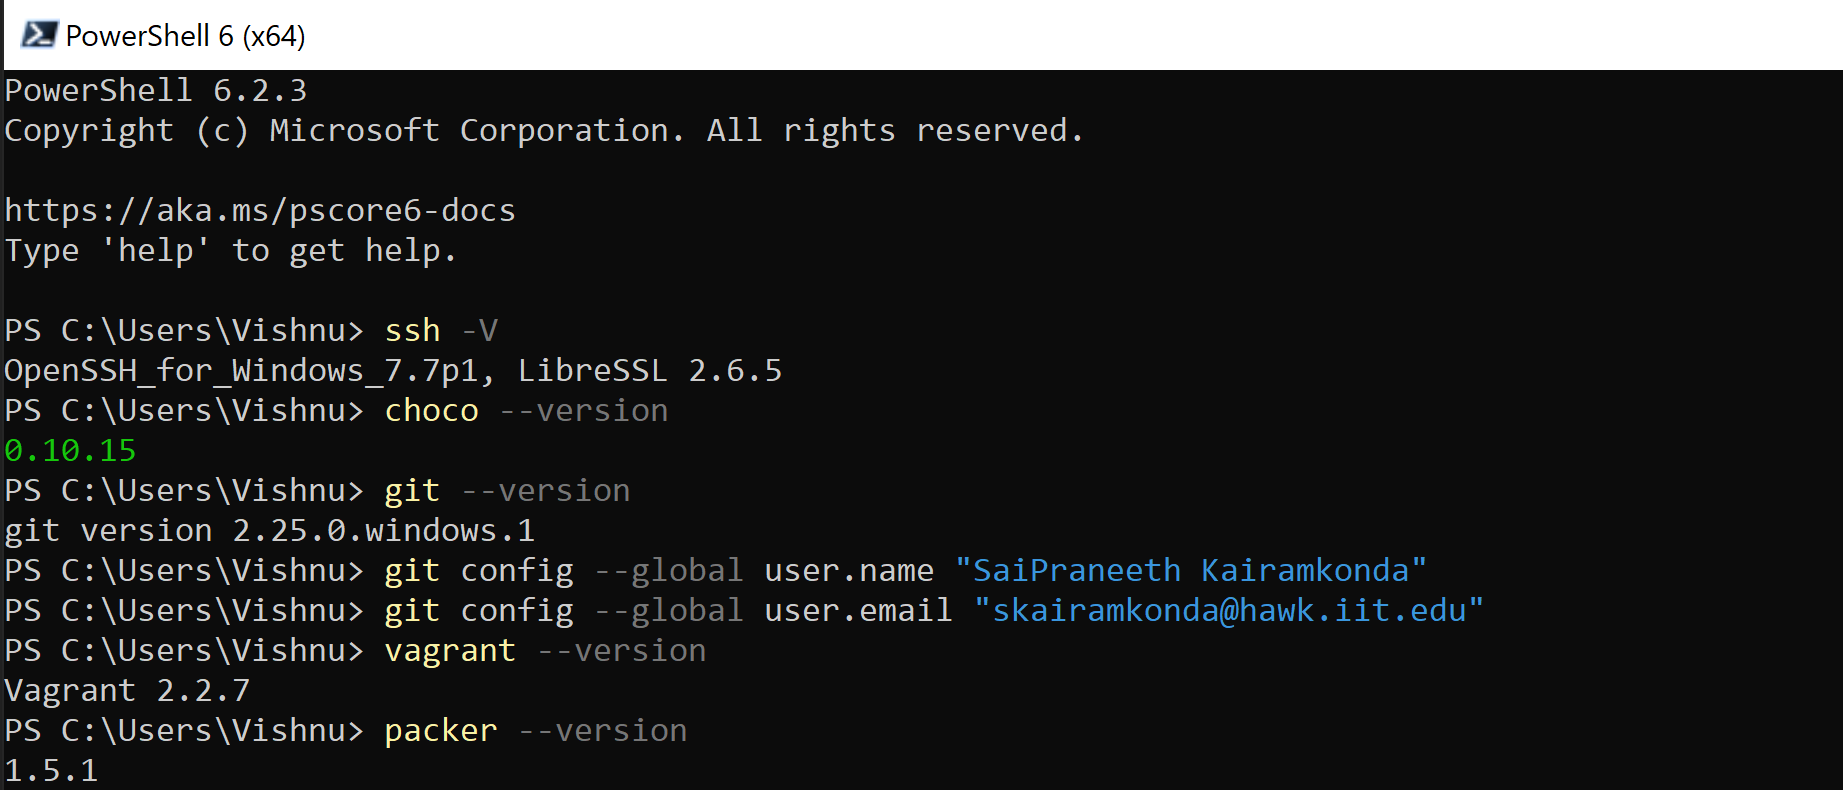 PowerShell 6 (x64)
PowerShell 6.2.3
Copyright (c) Microsoft Corporation. All rights reserved.
https://aka.ms/pscore6-docs
Type 'help' to get help.
PS C:\Users\Vishnu> ssh -V
OpenSSH_for_Windows_7.7p1, LibreSSL 2.6.5
PS C:\Users\Vishnu> choco --version
0.10.15
PS C:\Users\Vishnu> git --version
git version 2.25.0.windows.1
PS C:\Users\Vishnu> git config --global user.name "SaiPraneeth Kairamkonda"
PS C:\Users\Vishnu> git config --global user.email "skairamkonda@hawk.iit.edu"
PS C:\Users\Vishnu> vagrant --version
Vagrant 2.2.7
PS C:\Users\Vishnu> packer --version
1.5.1